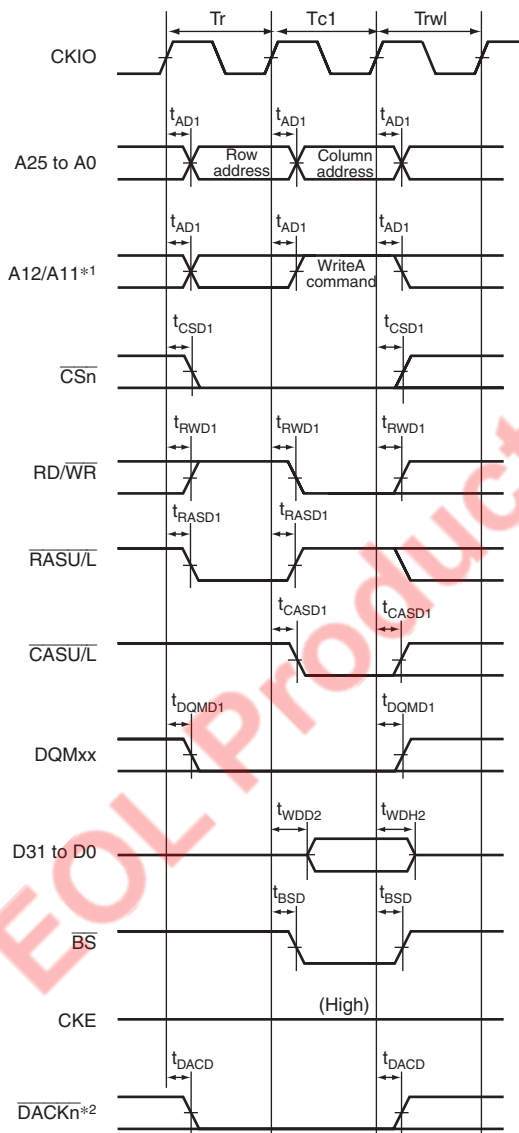 Tr Tc1 Trwl
CKIO
tAD1 tAD1 tAD1
A25 to A0
Row address
Column address
tAD1 tAD1 tAD1
A12/A11*1
WriteA command
tCSD1 tCSD1
CSn
tRWD1 tRWD1 tRWD1
RD/WR
tRASD1 tRASD1
RASU/L
tCASD1 tCASD1
CASU/L
tDQMD1 tDQMD1
DQMxx
tWDD2 tWDH2
D31 to D0
tBSD tBSD
BS
(High)
CKE
tDACD tDACD
DACKn*2
EOL Product